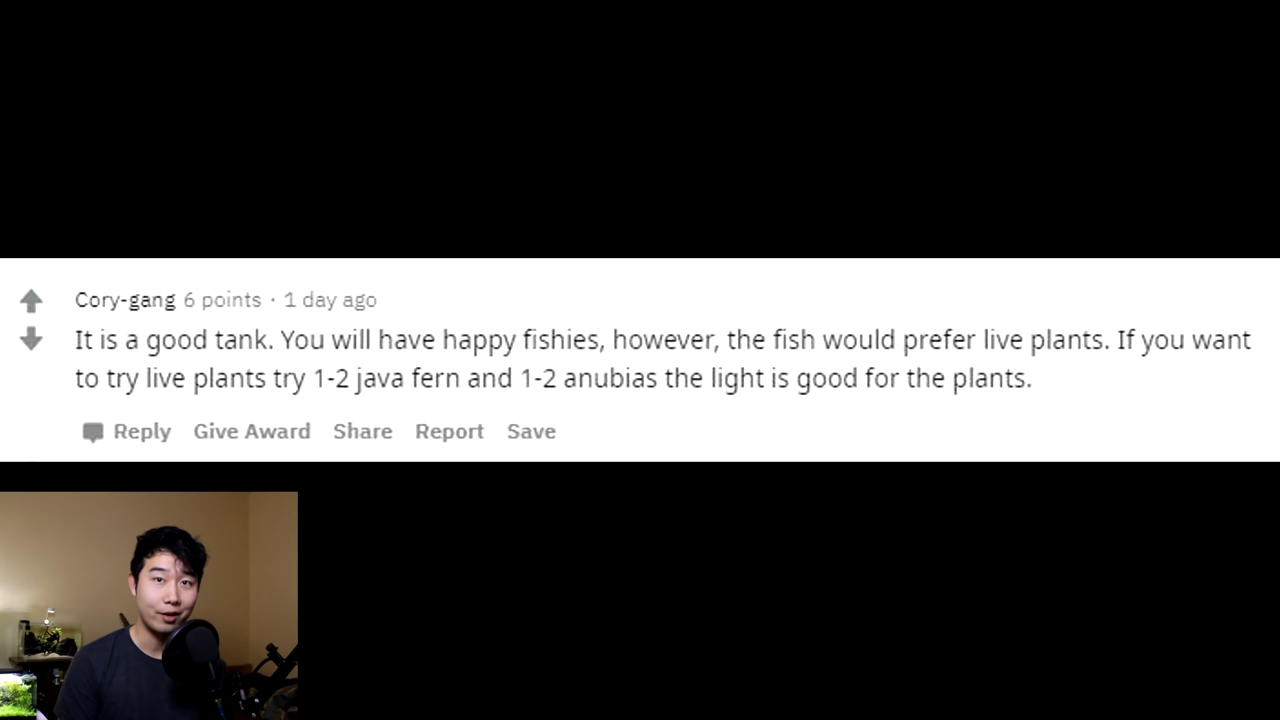 Cory-gang 6 points · 1 day ago
It is a good tank. You will have happy fishies, however, the fish would prefer live plants. If you want
to try live plants try 1-2 java fern and 1-2 anubias the light is good for the plants.
Reply Give Award Share Report Save